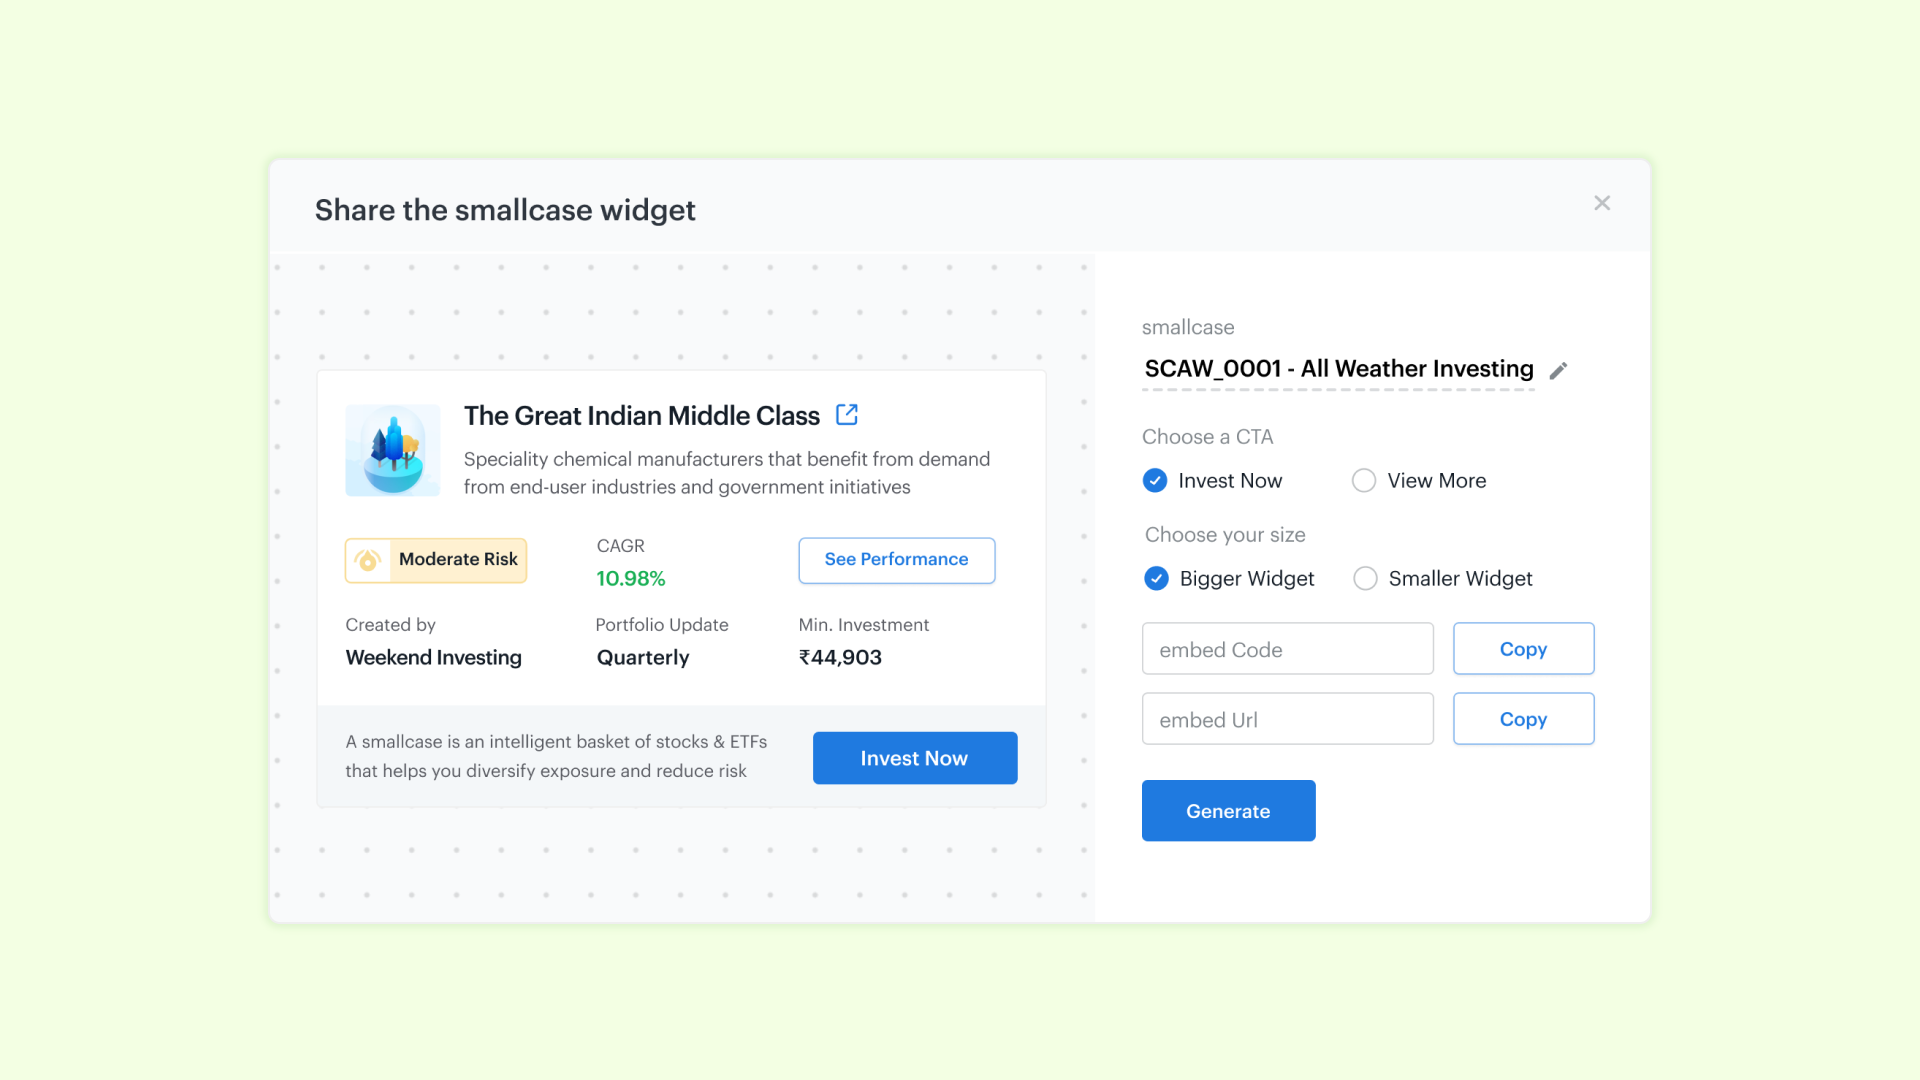 Share the smallcase widget
The Great Indian Middle Class
Speciality chemical manufacturers that benefit from demand
from end-user industries and government initiatives
Moderate Risk
CAGR
10.98%
See Performance
Created by
Weekend Investing
Portfolio Update
Quarterly
Min. Investment
₹44,903
A smallcase is an intelligent basket of stocks & ETFs
that helps you diversify exposure and reduce risk
Invest Now
smallcase
SCAW_0001 - All Weather Investing
Choose a CTA
Invest Now
View More
Choose your size
Bigger Widget
Smaller Widget
embed Code
Copy
embed Url
Copy
Generate